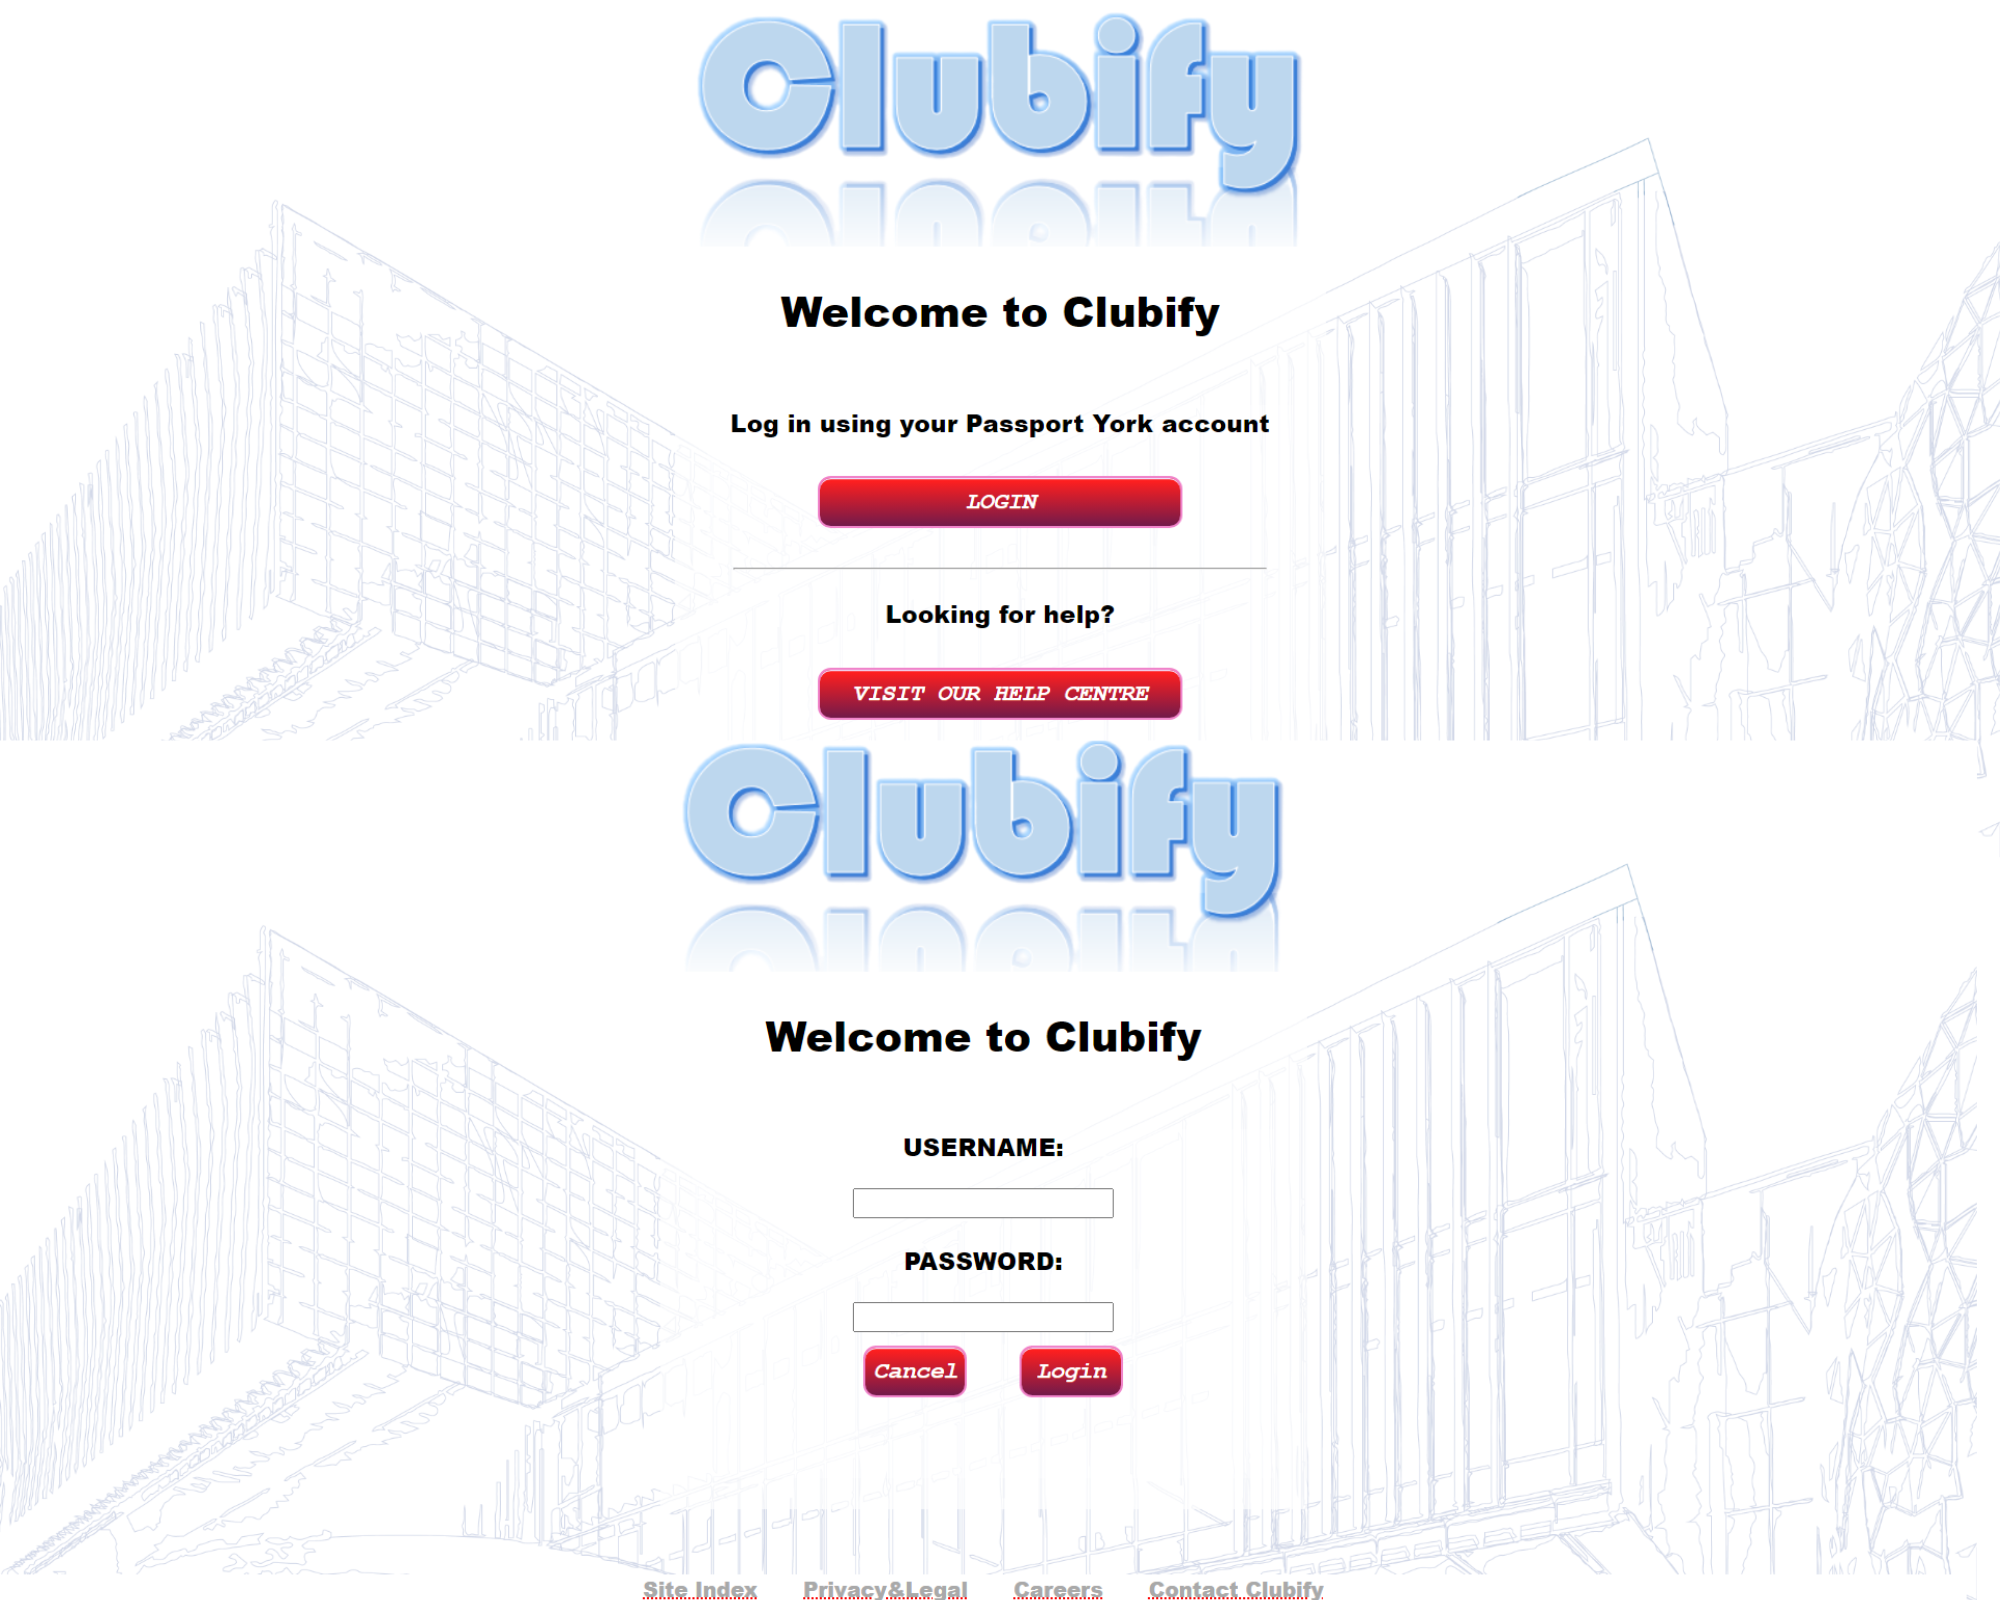 Clubify
Welcome to Clubify
Log in using your Passport York account
LOGIN
Looking for help?
VISIT OUR HELP CENTRE
Clubify
Welcome to Clubify
USERNAME:
PASSWORD:
Cancel Login
Site Index Privacy&Legal Careers Contact Clubify